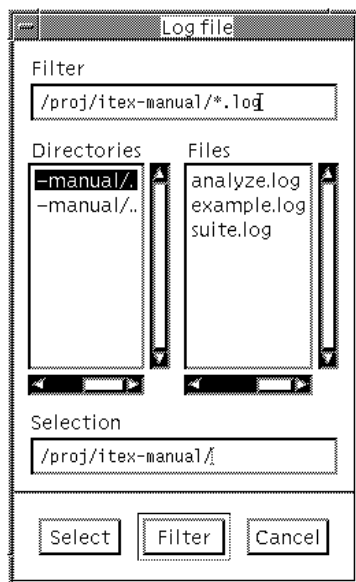 Log file
Filter
/proj/itex-manual/*.log
Directories Files
-manual/. analyze.log
-manual/.. example.log
suite.log
Selection
/proj/itex-manual/
Select Filter Cancel